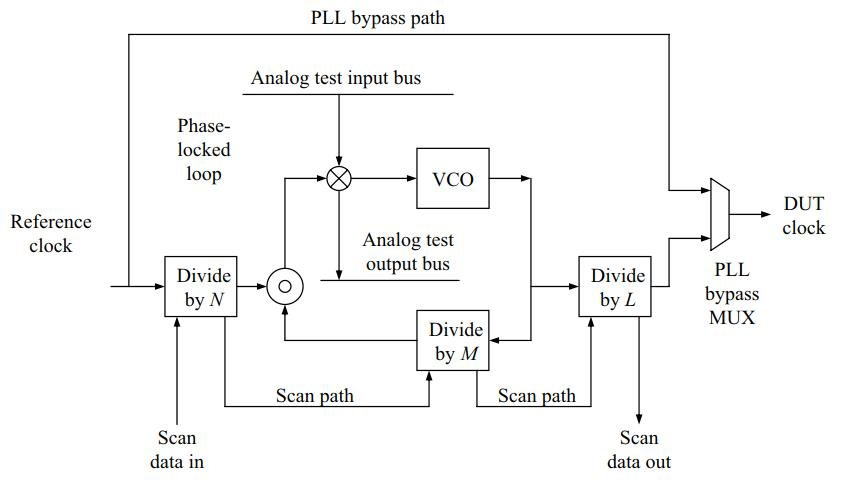 PLL bypass path
Analog test input bus
Phase-
locked
loop
VCO
Reference
clock
DUT
clock
Analog test
output bus
Divide
by N
Divide
by L
PLL
bypass
MUX
Divide
by M
Scan path
Scan path
Scan
data in
Scan
data out